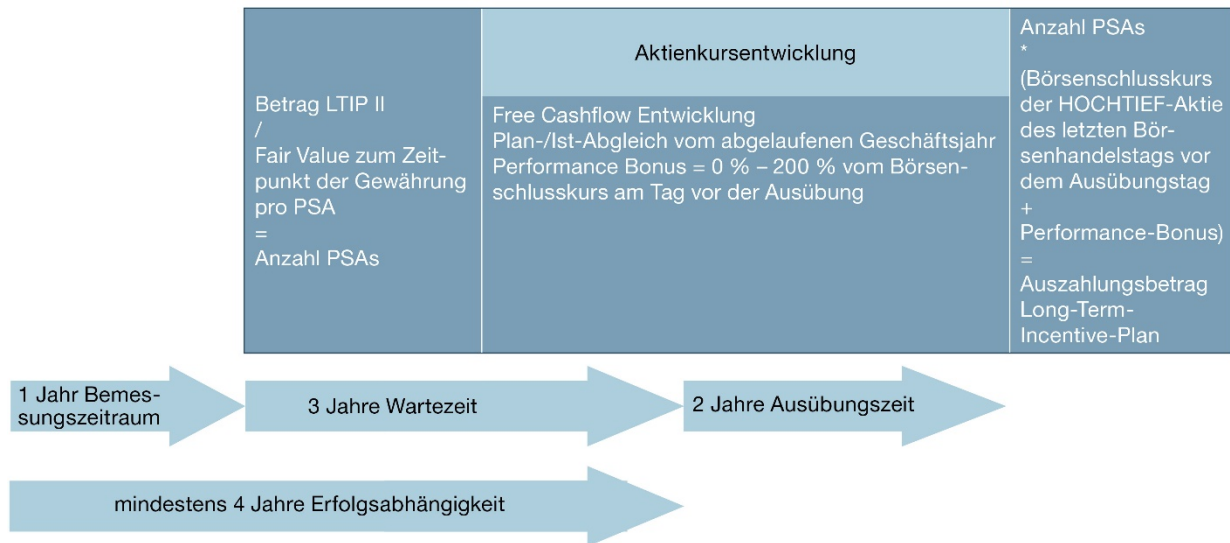 Betrag LTIP II
/
Fair Value zum Zeit-
punkt der Gewährung
pro PSA
=
Anzahl PSAs
Aktienkursentwicklung
Free Cashflow Entwicklung
Plan-/Ist-Abgleich vom abgelaufenen Geschäftsjahr
Performance Bonus = 0 % – 200 % vom Börsen-
schlusskurs am Tag vor der Ausübung
Anzahl PSAs
*
(Börsenschlusskurs
der HOCHTIEF-Aktie
des letzten Bör-
senhandelstags vor
dem Ausübungstag
+
Performance-Bonus)
=
Auszahlungsbetrag
Long-Term-
Incentive-Plan
1 Jahr Bemes-
sungszeitraum
3 Jahre Wartezeit
2 Jahre Ausübungszeit
mindestens 4 Jahre Erfolgsabhängigkeit